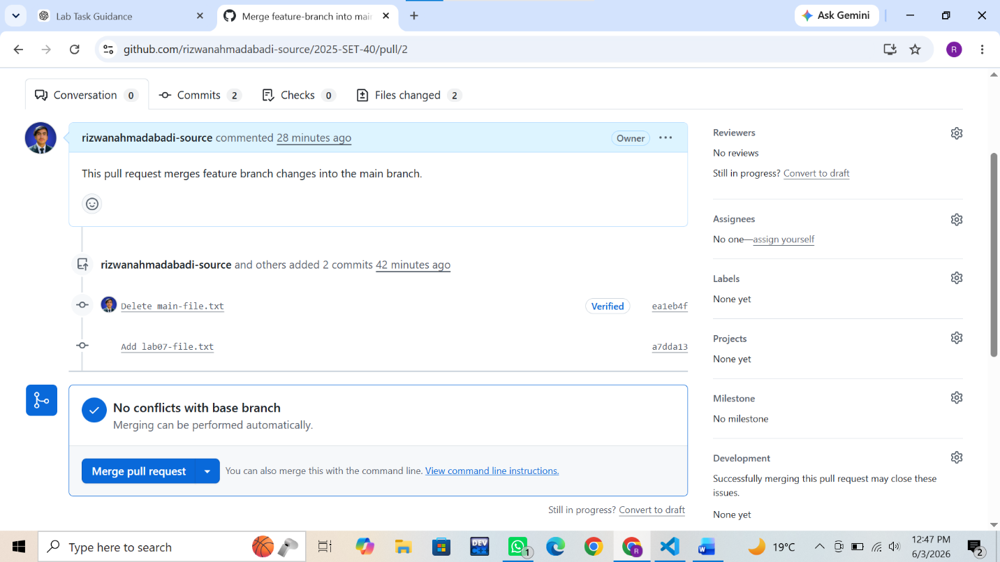 Lab Task Guidance
Merge feature-branch into mair
Ask Gemini
github.com/rizwanahmadabadi-source/2025-SET-40/pull/2
R
Conversation 0
Commits 2
Checks 0
Files changed 2
rizwanahmadabadi-source commented 28 minutes ago
Owner
This pull request merges feature branch changes into the main branch.
rizwanahmadabadi-source and others added 2 commits 42 minutes ago
Delete main-file.txt
Verified
ea1eb4f
Add lab07-file.txt
a7dda13
No conflicts with base branch
Merging can be performed automatically.
Merge pull request
You can also merge this with the command line. View command line instructions.
Still in progress? Convert to draft
Reviewers
No reviews
Still in progress? Convert to draft
Assignees
No one—assign yourself
Labels
None yet
Projects
None yet
Milestone
No milestone
Development
Successfully merging this pull request may close these
issues.
None yet
Type here to search
DEV
C++
1
R
W
19°C
12:47 PM
6/3/2026
2